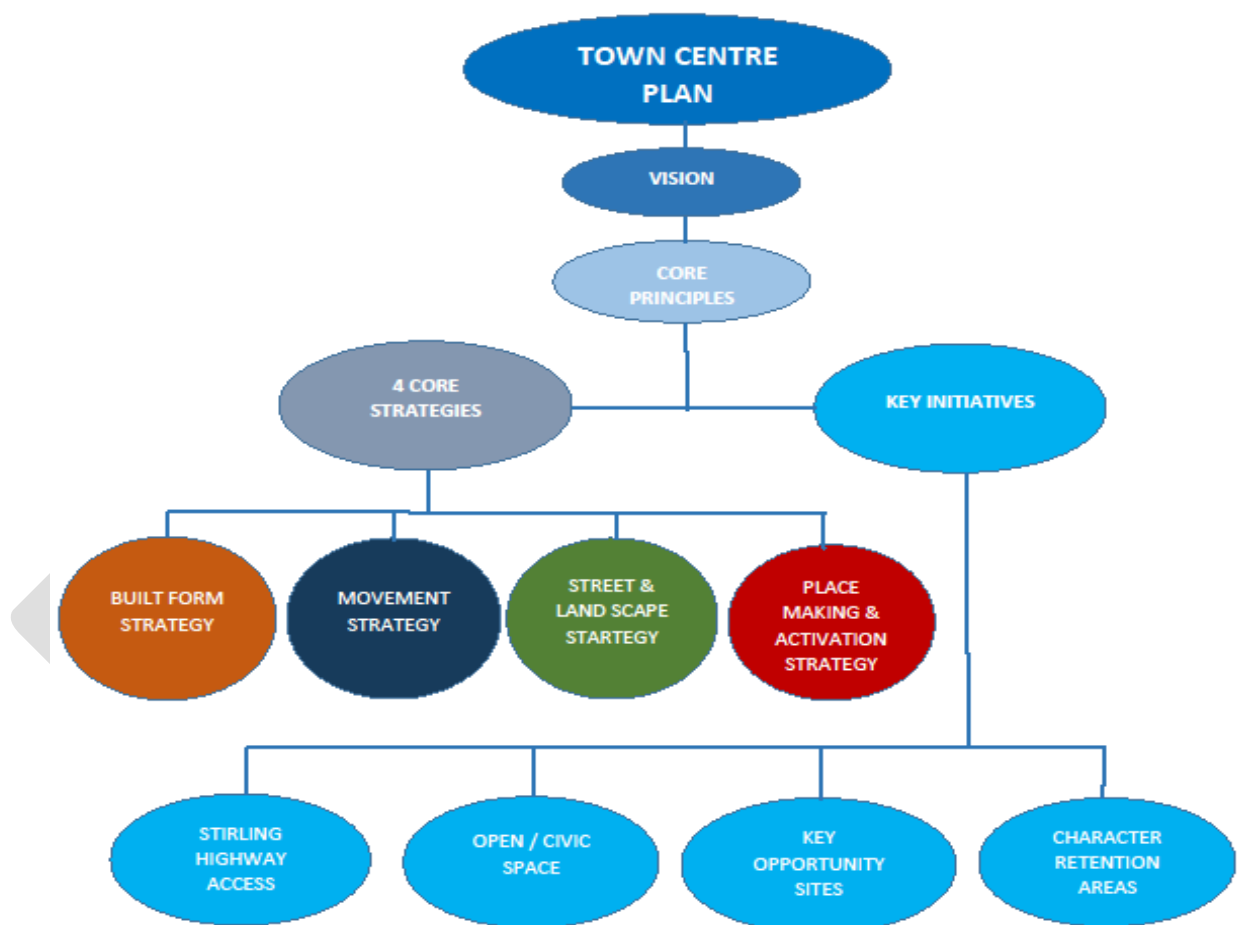 TOWN CENTRE
PLAN
VISION
CORE
PRINCIPLES
4 CORE
STRATEGIES
KEY INITIATIVES
BUILT FORM
STRATEGY
MOVEMENT
STRATEGY
STREET &
LAND SCAPE
STARTEGY
PLACE
MAKING &
ACTIVATION
STRATEGY
STIRLING
HIGHWAY
ACCESS
OPEN / CIVIC
SPACE
KEY
OPPORTUNITY
SITES
CHARACTER
RETENTION
AREAS